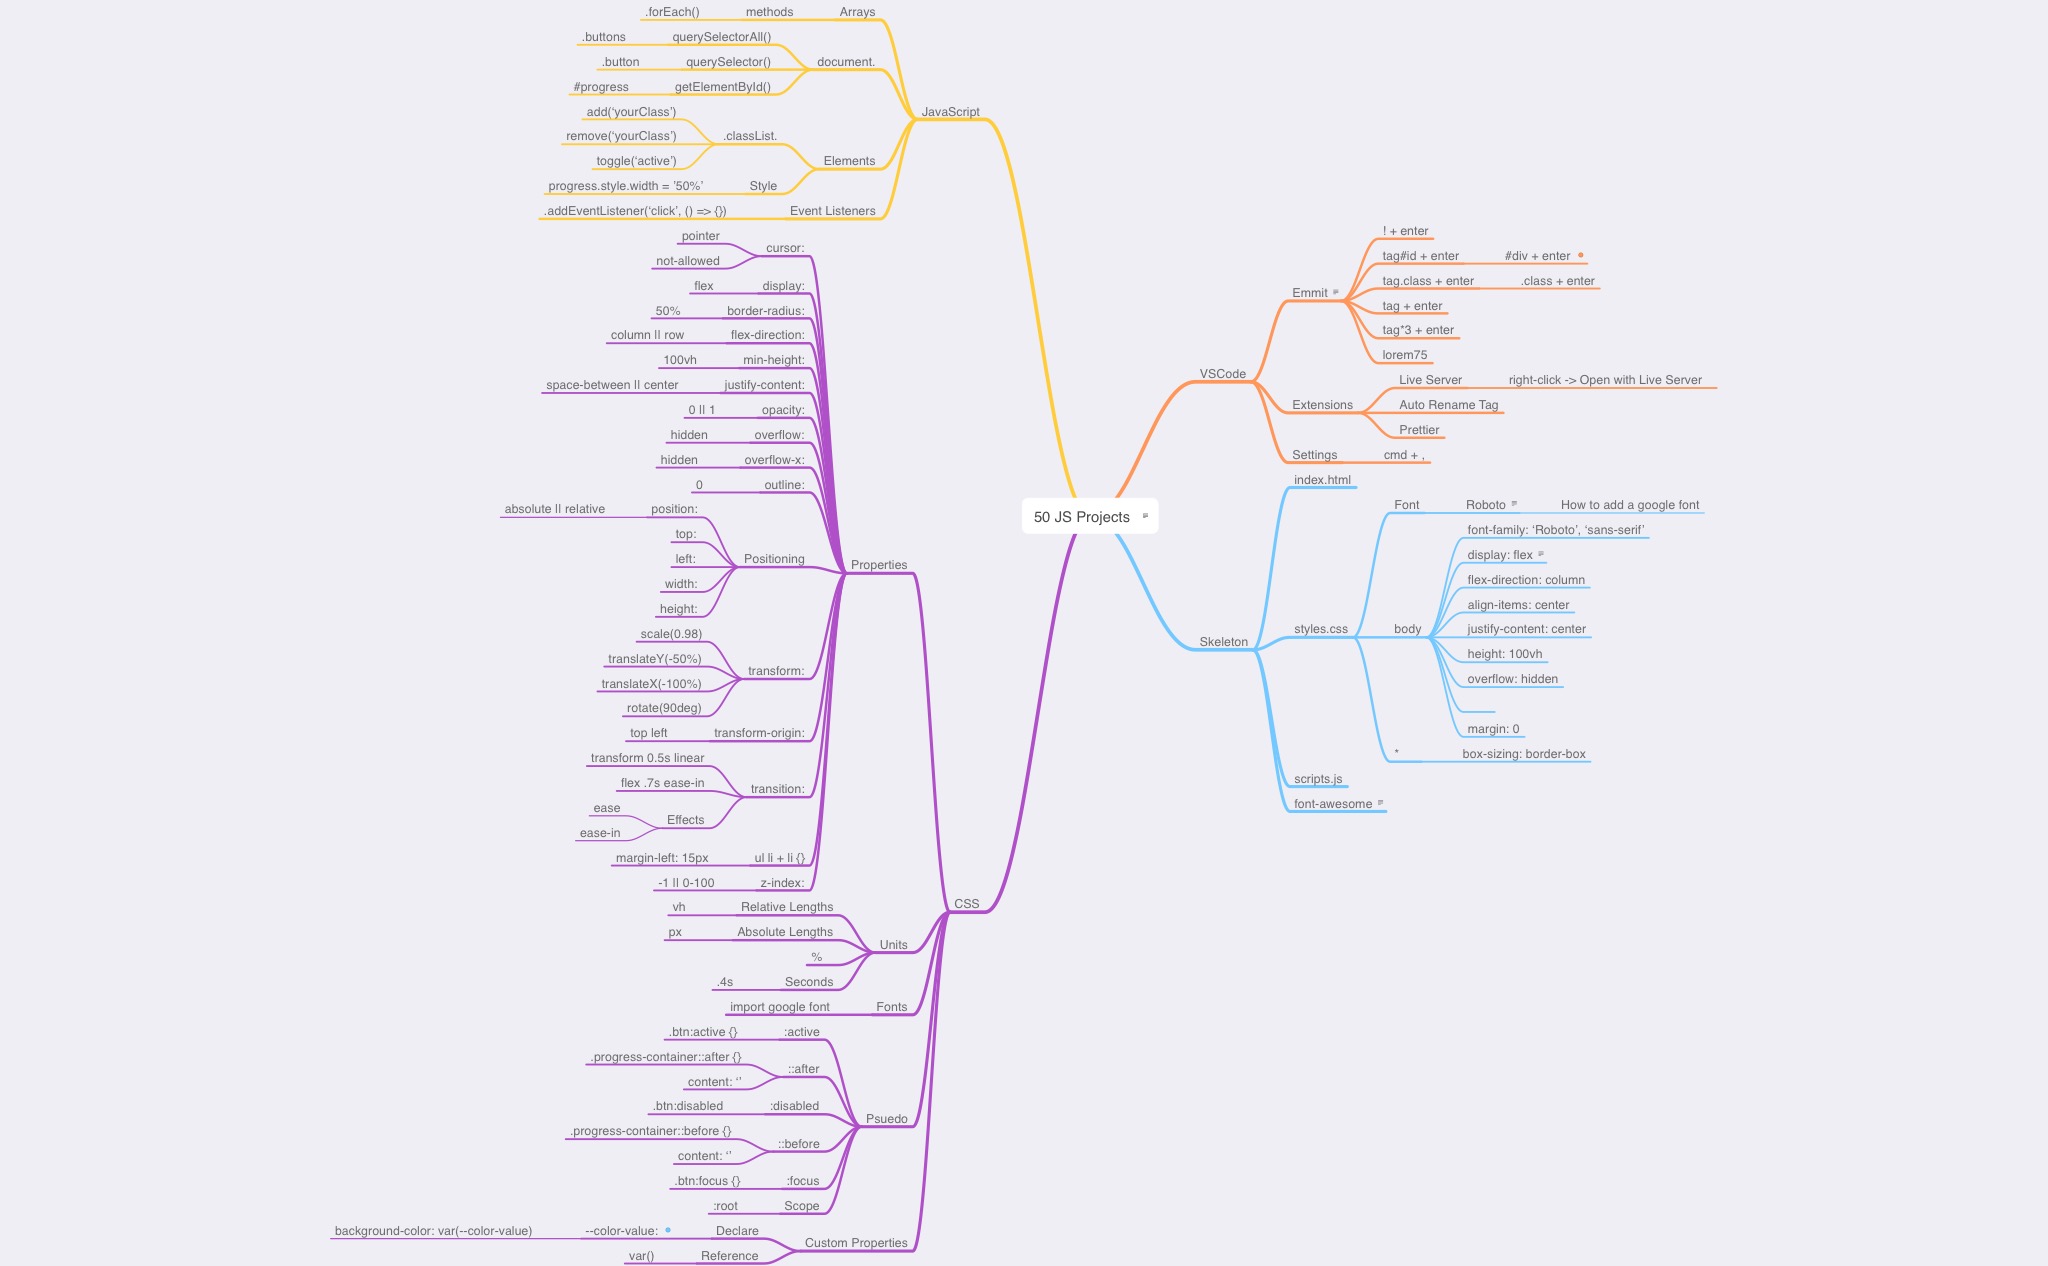 50 JS Projects
JavaScript
Arrays
methods
.forEach()
document.
querySelectorAll()
.buttons
querySelector()
.button
getElementById()
#progress
Elements
.classList.
add(‘yourClass’)
remove(‘yourClass’)
toggle(‘active’)
Style
progress.style.width = ’50%’
Event Listeners
.addEventListener(‘click’, () => {})
VSCode
Emmit
! + enter
tag#id + enter
#div + enter
tag.class + enter
.class + enter
tag + enter
tag*3 + enter
lorem75
Extensions
Live Server
right-click -> Open with Live Server
Auto Rename Tag
Prettier
Settings
cmd + ,
Skeleton
index.html
styles.css
Font
Roboto
How to add a google font
body
font-family: ‘Roboto’, ‘sans-serif’
display: flex
flex-direction: column
align-items: center
justify-content: center
height: 100vh
overflow: hidden
margin: 0
*
box-sizing: border-box
scripts.js
font-awesome
CSS
Properties
cursor:
pointer
not-allowed
display:
flex
border-radius:
50%
flex-direction:
column || row
min-height:
100vh
justify-content:
space-between || center
opacity:
0 || 1
overflow:
hidden
overflow-x:
hidden
outline:
0
Positioning
position:
absolute || relative
top:
left:
width:
height:
transform:
scale(0.98)
translateY(-50%)
translateX(-100%)
rotate(90deg)
transform-origin:
top left
transition:
transform 0.5s linear
flex .7s ease-in
Effects
ease
ease-in
ul li + li {}
margin-left: 15px
z-index:
-1 || 0-100
Units
Relative Lengths
vh
Absolute Lengths
px
%
Seconds
.4s
Fonts
import google font
Psuedo
:active
.btn:active {}
::after
.progress-container::after {}
content: ‘’
:disabled
.btn:disabled
::before
.progress-container::before {}
content: ‘’
:focus
.btn:focus {}
Scope
:root
Custom Properties
Declare
--color-value:
background-color: var(--color-value)
Reference
var()